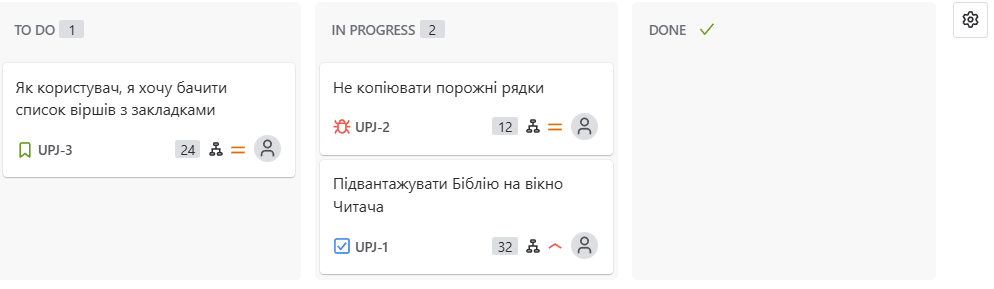 TO DO 1
Як користувач, я хочу бачити
список віршів з закладками
UPJ-3 24
IN PROGRESS 2
Не копіювати порожні рядки
UPJ-2 12
Підвантажувати Біблію на вікно
Читача
UPJ-1 32
DONE